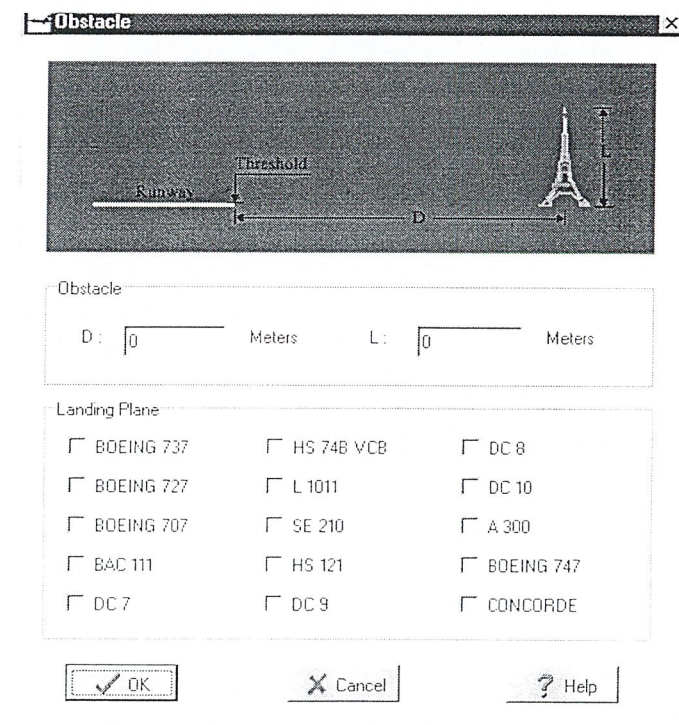 Obstacle
Threshold
Runway
L
D
Obstacle
D : 0 Meters L : 0 Meters
Landing Plane
BOEING 737 HS 74B VCB DC 8
BOEING 727 L 1011 DC 10
BOEING 707 SE 210 A 300
BAC 111 HS 121 BOEING 747
DC 7 DC 9 CONCORDE
OK Cancel Help